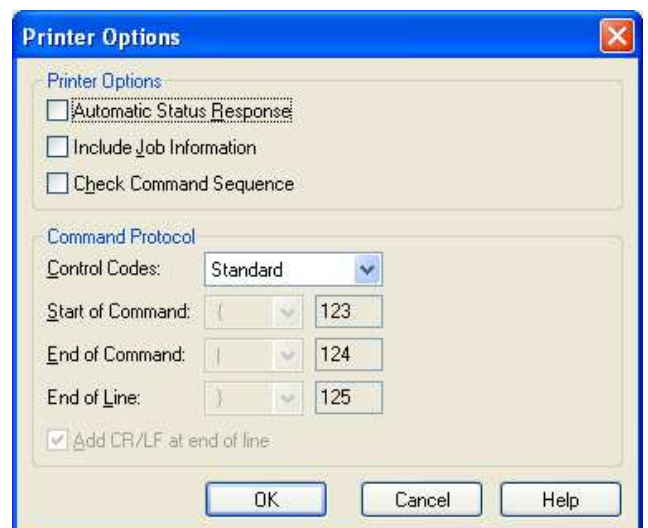 Printer Options
Printer Options
Automatic Status Response
Include Job Information
Check Command Sequence
Command Protocol
Control Codes: Standard
Start of Command: { 123
End of Command: | 124
End of Line: } 125
Add CR/LF at end of line
OK Cancel Help